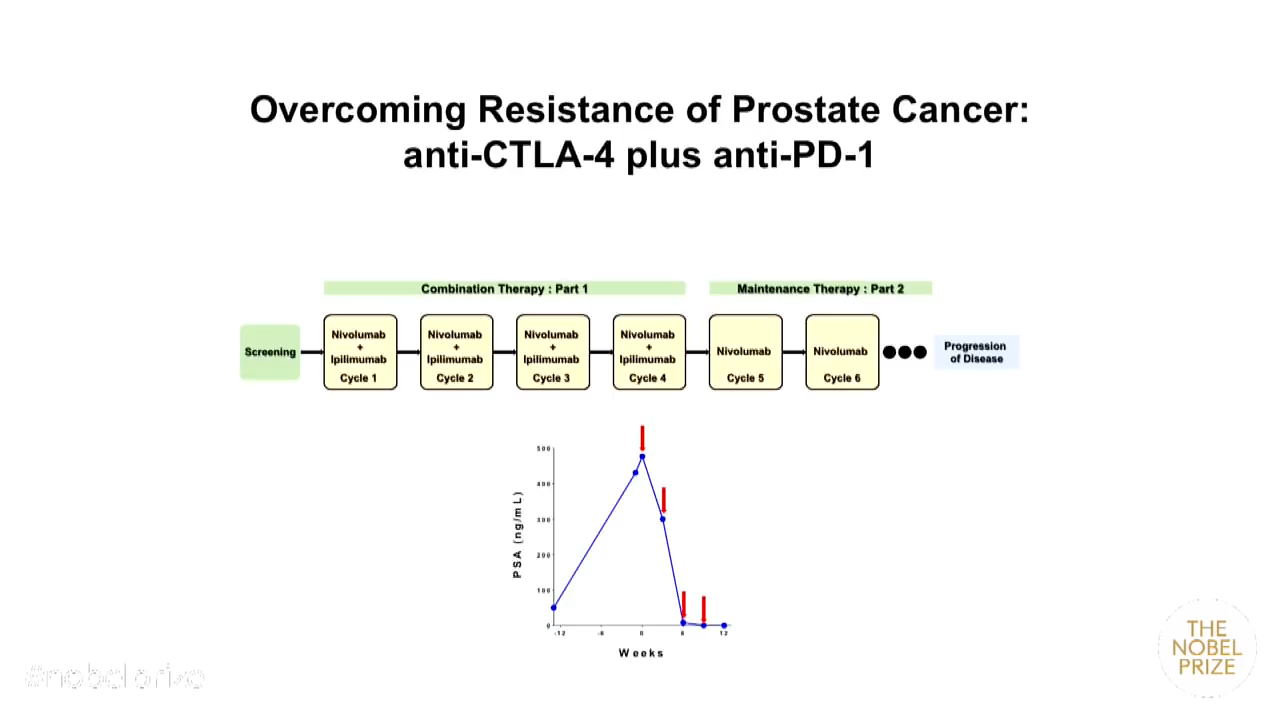 Overcoming Resistance of Prostate Cancer:
anti-CTLA-4 plus anti-PD-1
Combination Therapy : Part 1
Maintenance Therapy : Part 2
Screening
Nivolumab
+
Ipilimumab
Cycle 1
Nivolumab
+
Ipilimumab
Cycle 2
Nivolumab
+
Ipilimumab
Cycle 3
Nivolumab
+
Ipilimumab
Cycle 4
Nivolumab
Cycle 5
Nivolumab
Cycle 6
Progression
of Disease
PSA (ng/mL)
500
400
300
200
100
0
-12 -6 0 6 12
Weeks
#nobelprize
THE
NOBEL
PRIZE